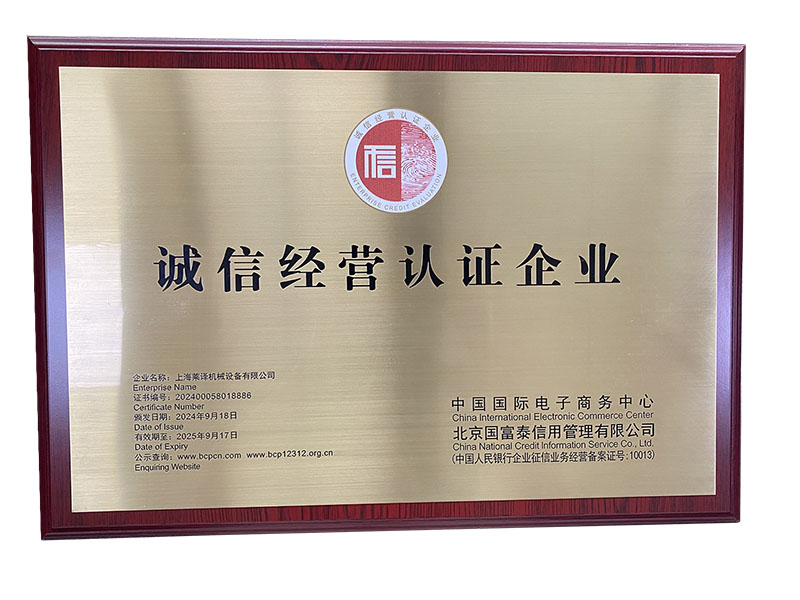 诚信经营认证企业
信
ENTERPRISE CREDIT EVALUATION
诚信经营认证企业
企业名称：上海莱译机械设备有限公司
Enterprise Name
证书编号：202400058018886
Certificate Number
颁发日期：2024年9月18日
Date of Issue
有效期至：2025年9月17日
Date of Expiry
公示查询：www.bcpcn.com www.bcp12312.org.cn
Enquiring Website
中国国际电子商务中心
China International Electronic Commerce Center
北京国富泰信用管理有限公司
China National Credit Information Service Co., Ltd.
(中国人民银行企业征信业务经营备案证号:10013)